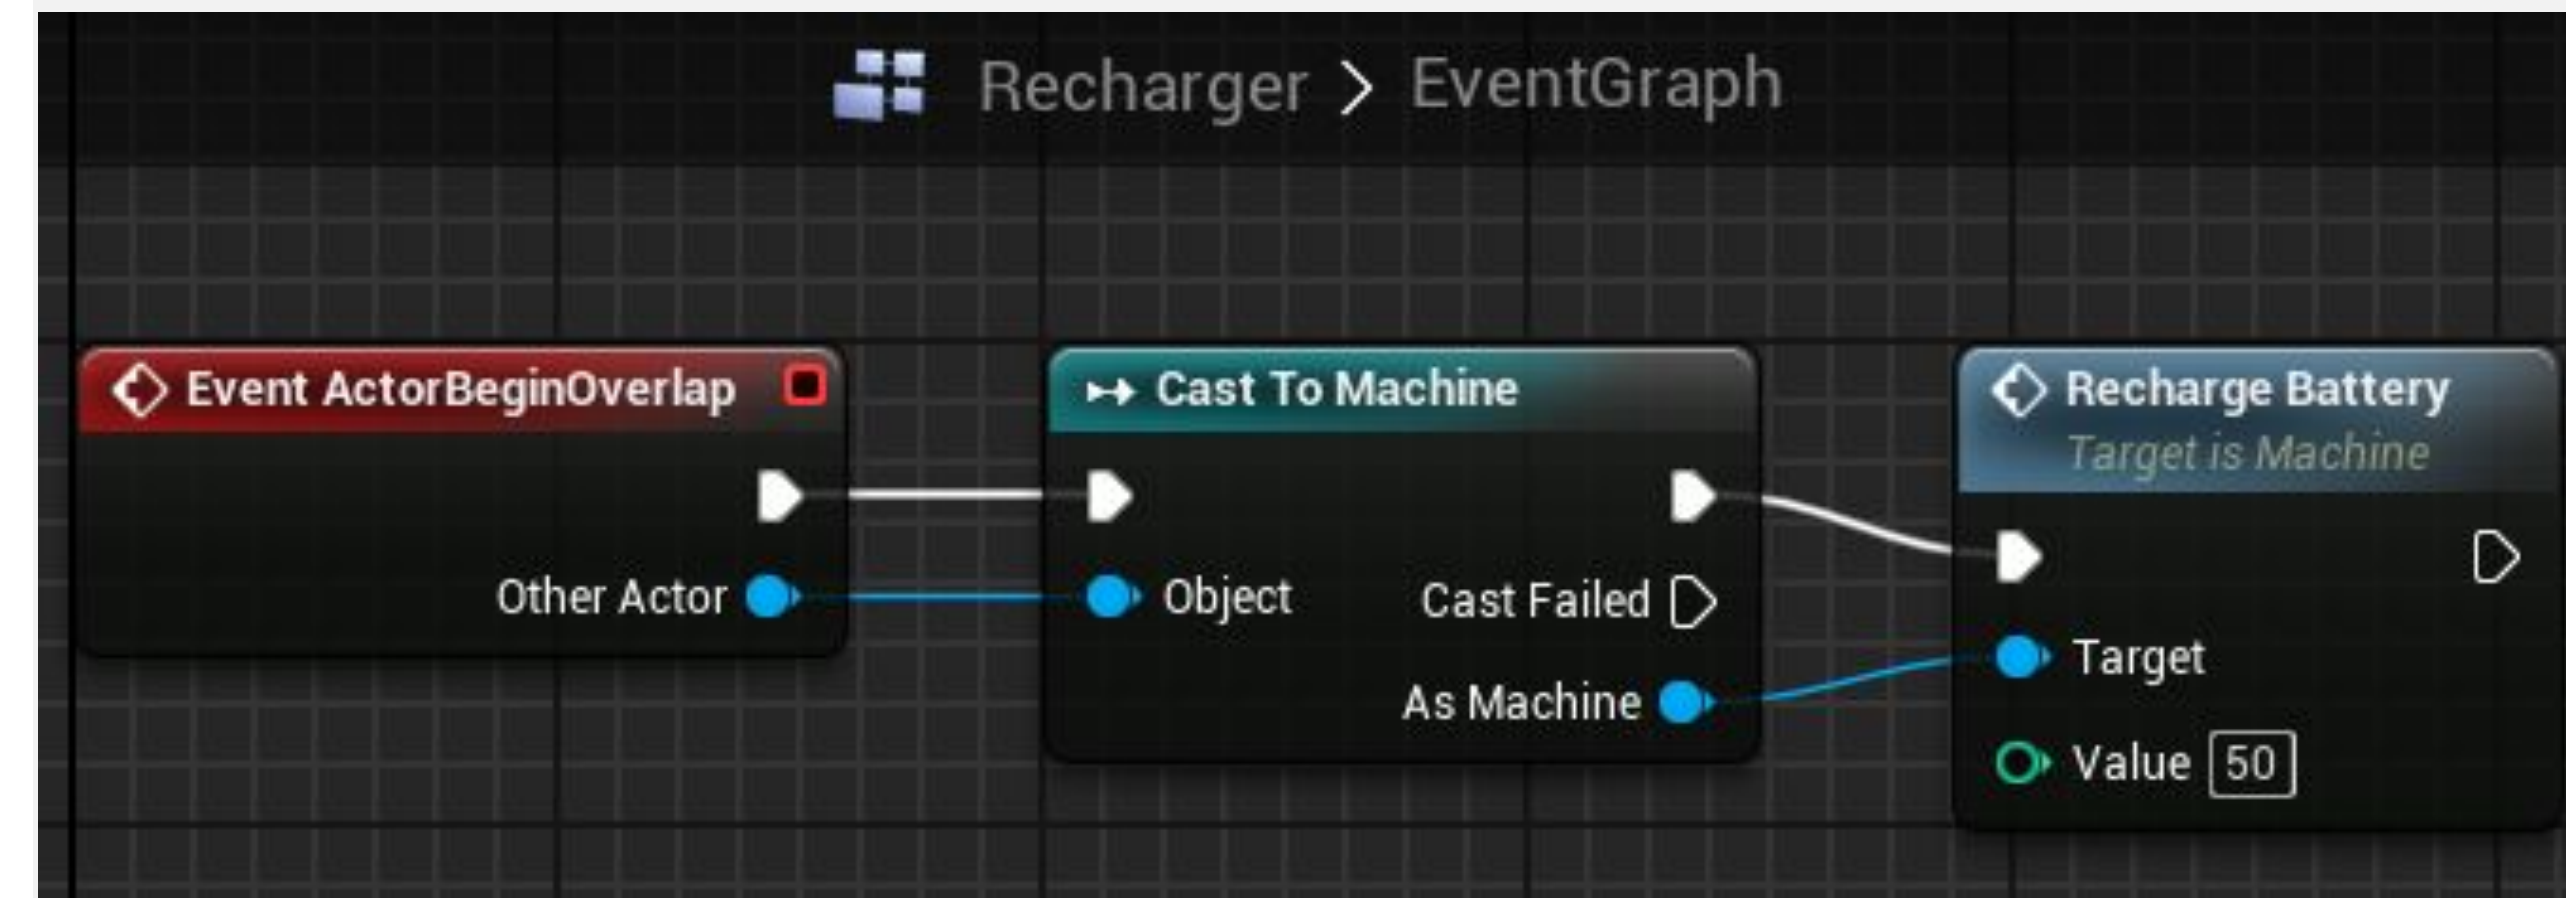 Recharger > EventGraph
Event ActorBeginOverlap
Other Actor
Cast To Machine
Object
Cast Failed
As Machine
Recharge Battery
Target is Machine
Target
Value 50